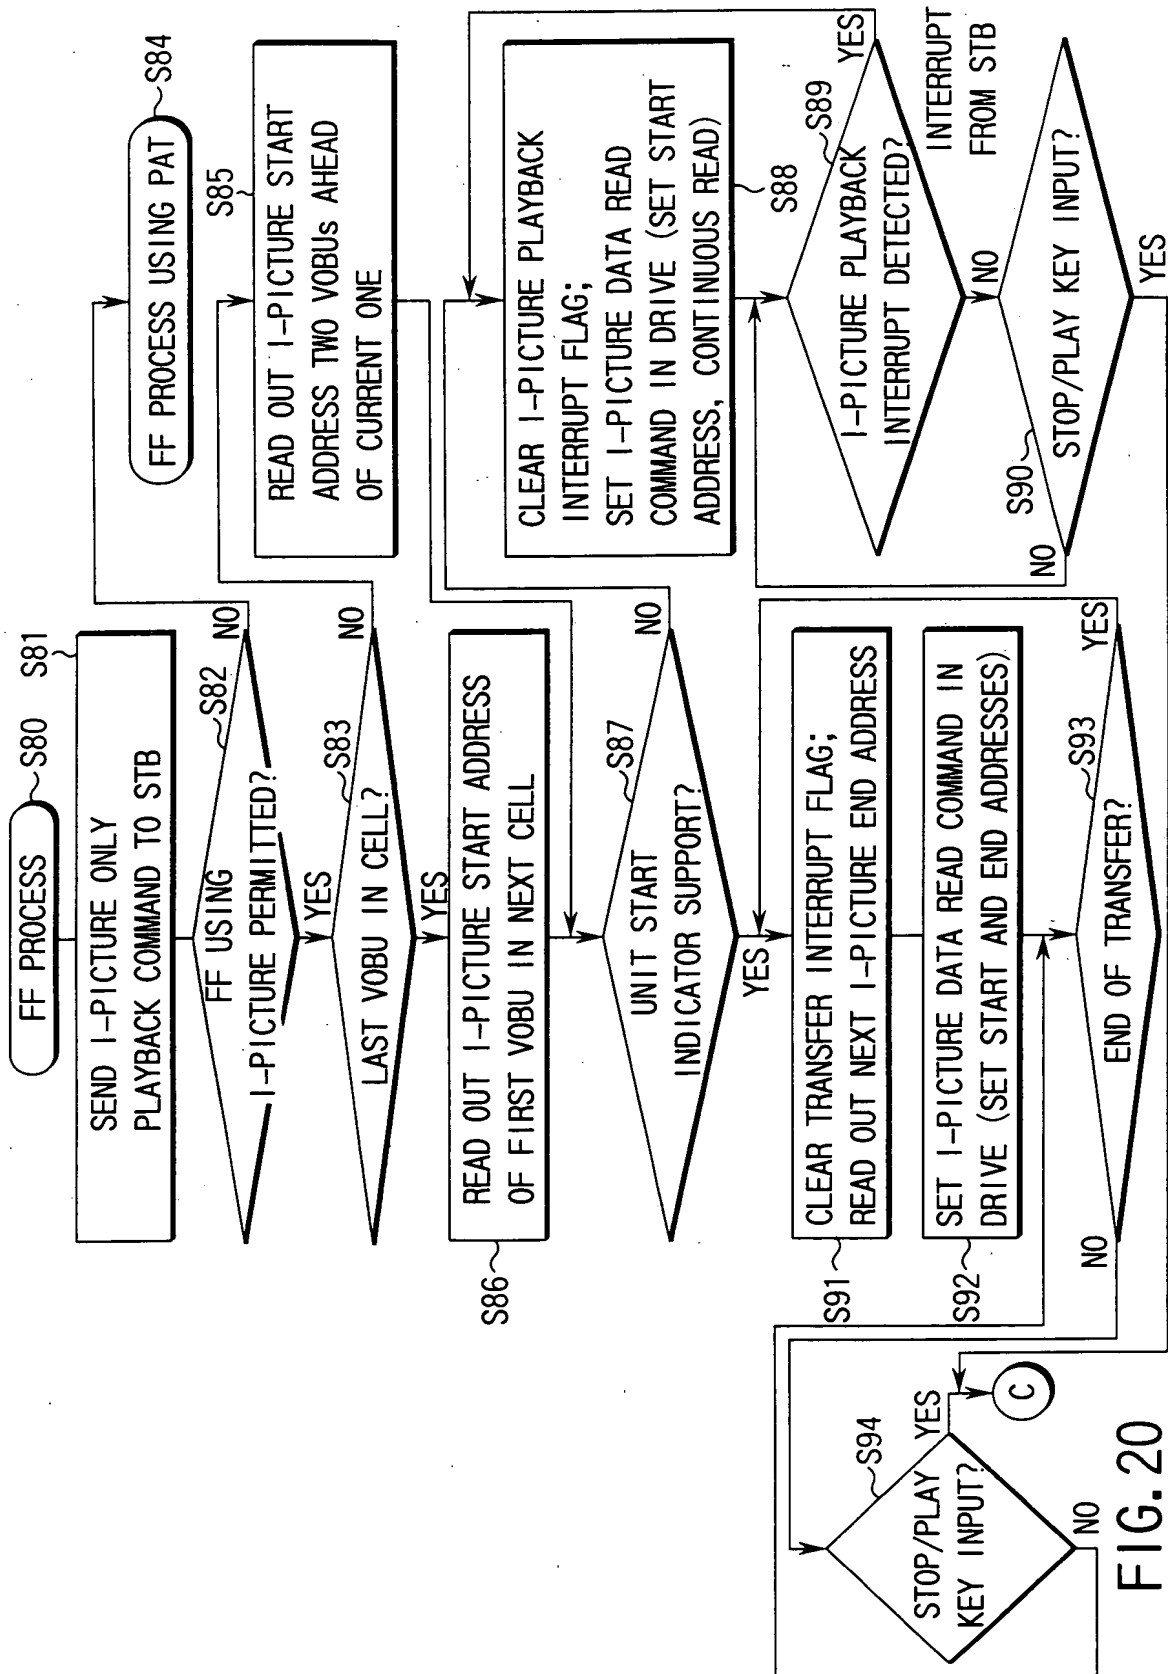 FF PROCESS
S80
SEND I-PICTURE ONLY
PLAYBACK COMMAND TO STB
S81
FF USING
I-PICTURE PERMITTED?
S82
NO
YES
FF PROCESS USING PAT
S84
LAST VOBU IN CELL?
S83
NO
YES
READ OUT I-PICTURE START
ADDRESS TWO VOBUs AHEAD
OF CURRENT ONE
S85
READ OUT I-PICTURE START ADDRESS
OF FIRST VOBU IN NEXT CELL
S86
UNIT START
INDICATOR SUPPORT?
S87
NO
YES
CLEAR I-PICTURE PLAYBACK
INTERRUPT FLAG;
SET I-PICTURE DATA READ
COMMAND IN DRIVE (SET START
ADDRESS, CONTINUOUS READ)
S88
I-PICTURE PLAYBACK
INTERRUPT DETECTED?
S89
YES
NO
INTERRUPT
FROM STB
STOP/PLAY KEY INPUT?
S90
NO
YES
CLEAR TRANSFER INTERRUPT FLAG;
READ OUT NEXT I-PICTURE END ADDRESS
S91
SET I-PICTURE DATA READ COMMAND IN
DRIVE (SET START AND END ADDRESSES)
S92
END OF TRANSFER?
S93
YES
NO
STOP/PLAY
KEY INPUT?
S94
YES
NO
C
FIG. 20